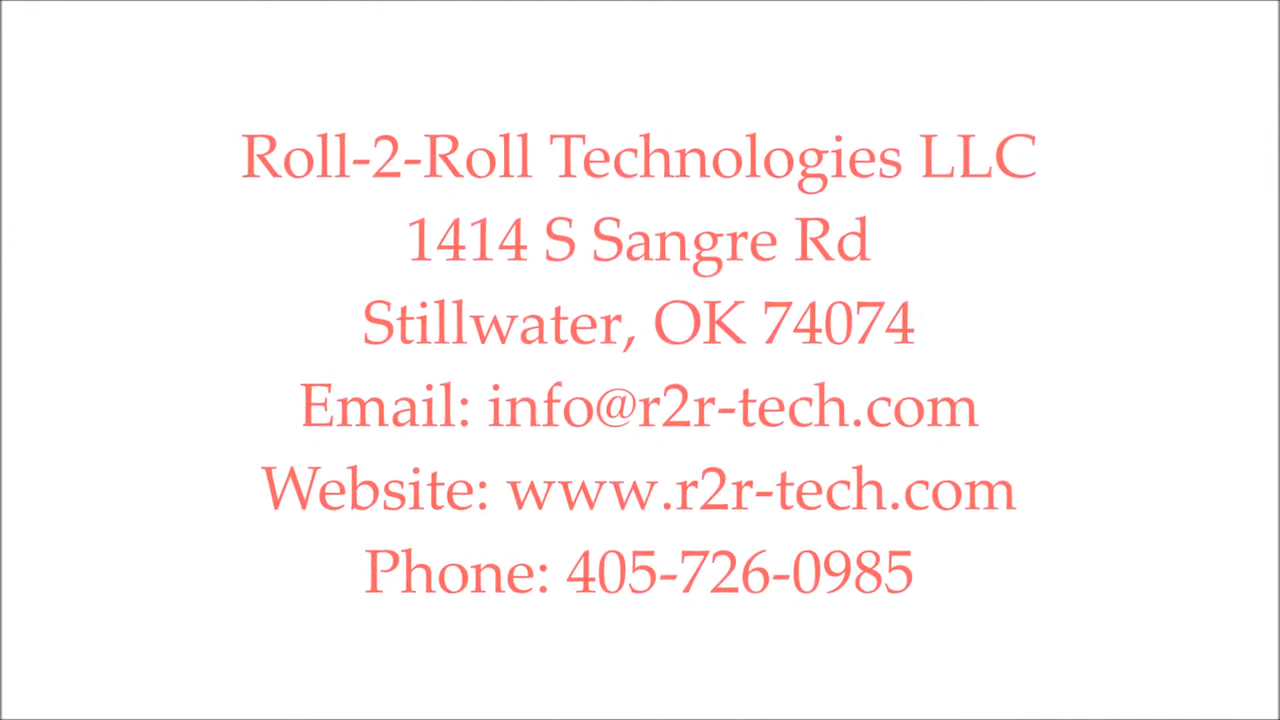 Roll-2-Roll Technologies LLC
1414 S Sangre Rd
Stillwater, OK 74074
Email: info@r2r-tech.com
Website: www.r2r-tech.com
Phone: 405-726-0985